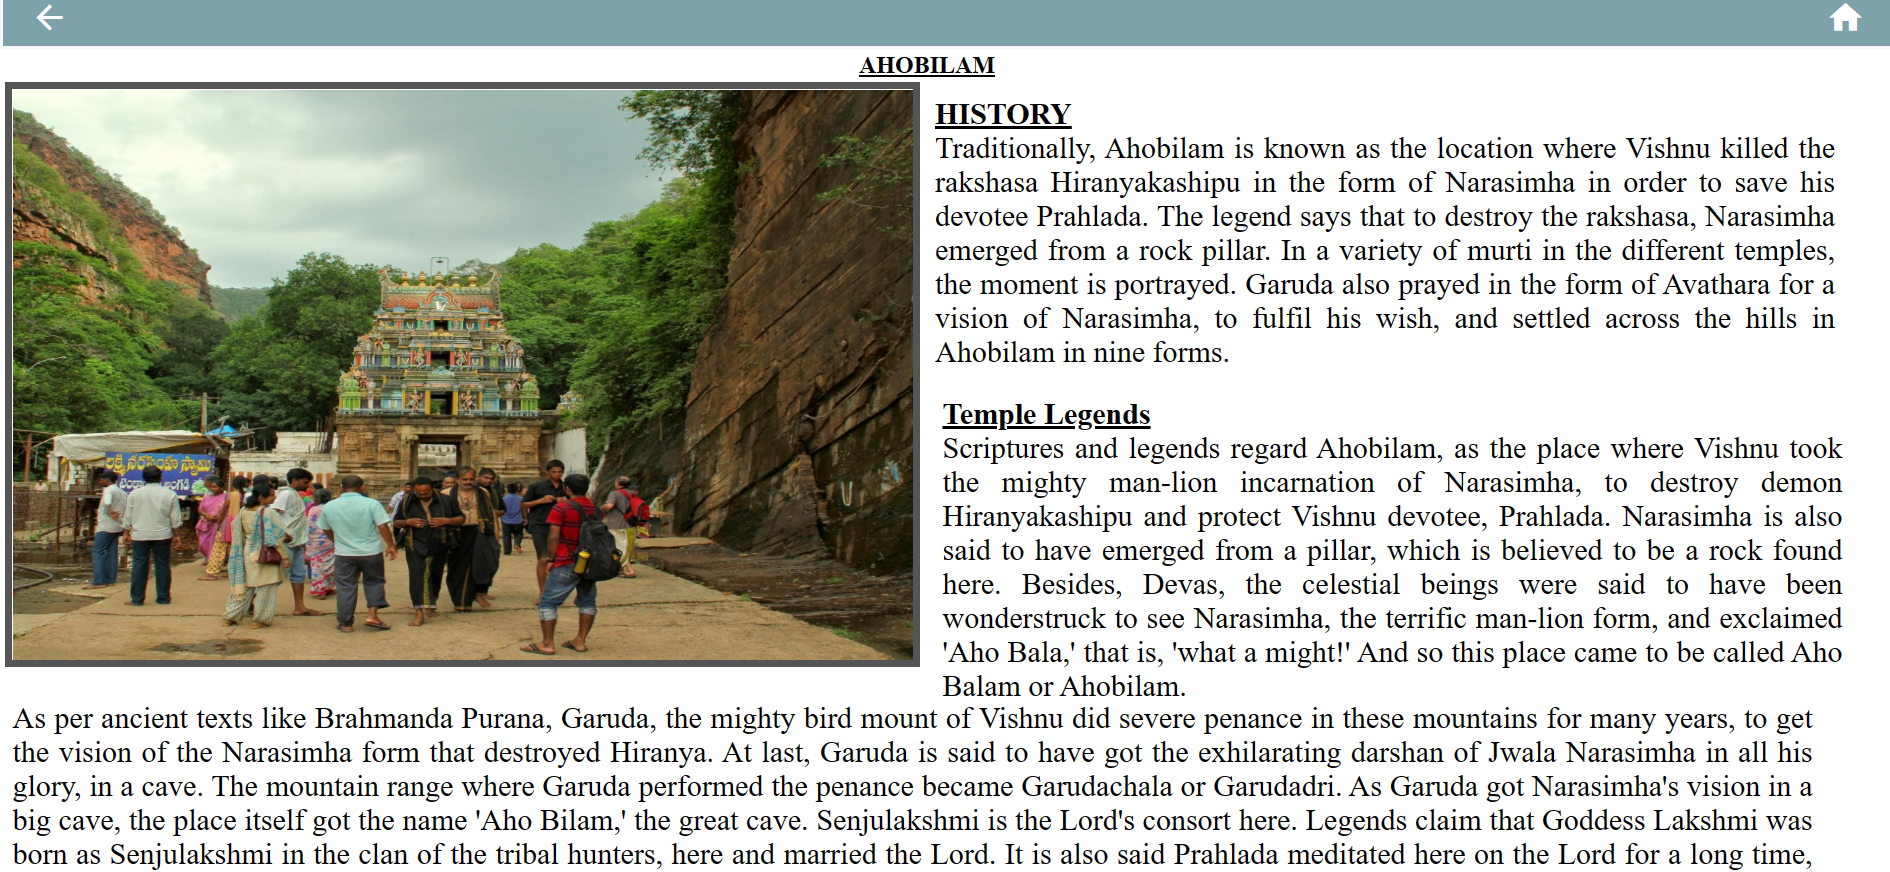 AHOBILAM
HISTORY
Traditionally, Ahobilam is known as the location where Vishnu killed the
rakshasa Hiranyakashipu in the form of Narasimha in order to save his
devotee Prahlada. The legend says that to destroy the rakshasa, Narasimha
emerged from a rock pillar. In a variety of murti in the different temples,
the moment is portrayed. Garuda also prayed in the form of Avathara for a
vision of Narasimha, to fulfil his wish, and settled across the hills in
Ahobilam in nine forms.
Temple Legends
Scriptures and legends regard Ahobilam, as the place where Vishnu took
the mighty man-lion incarnation of Narasimha, to destroy demon
Hiranyakashipu and protect Vishnu devotee, Prahlada. Narasimha is also
said to have emerged from a pillar, which is believed to be a rock found
here. Besides, Devas, the celestial beings were said to have been
wonderstruck to see Narasimha, the terrific man-lion form, and exclaimed
'Aho Bala,' that is, 'what a might!' And so this place came to be called Aho
Balam or Ahobilam.
As per ancient texts like Brahmanda Purana, Garuda, the mighty bird mount of Vishnu did severe penance in these mountains for many years, to get
the vision of the Narasimha form that destroyed Hiranya. At last, Garuda is said to have got the exhilarating darshan of Jwala Narasimha in all his
glory, in a cave. The mountain range where Garuda performed the penance became Garudachala or Garudadri. As Garuda got Narasimha's vision in a
big cave, the place itself got the name 'Aho Bilam,' the great cave. Senjulakshmi is the Lord's consort here. Legends claim that Goddess Lakshmi was
born as Senjulakshmi in the clan of the tribal hunters, here and married the Lord. It is also said Prahlada meditated here on the Lord for a long time,
లక్ష్మి నరసింహ స్వామి